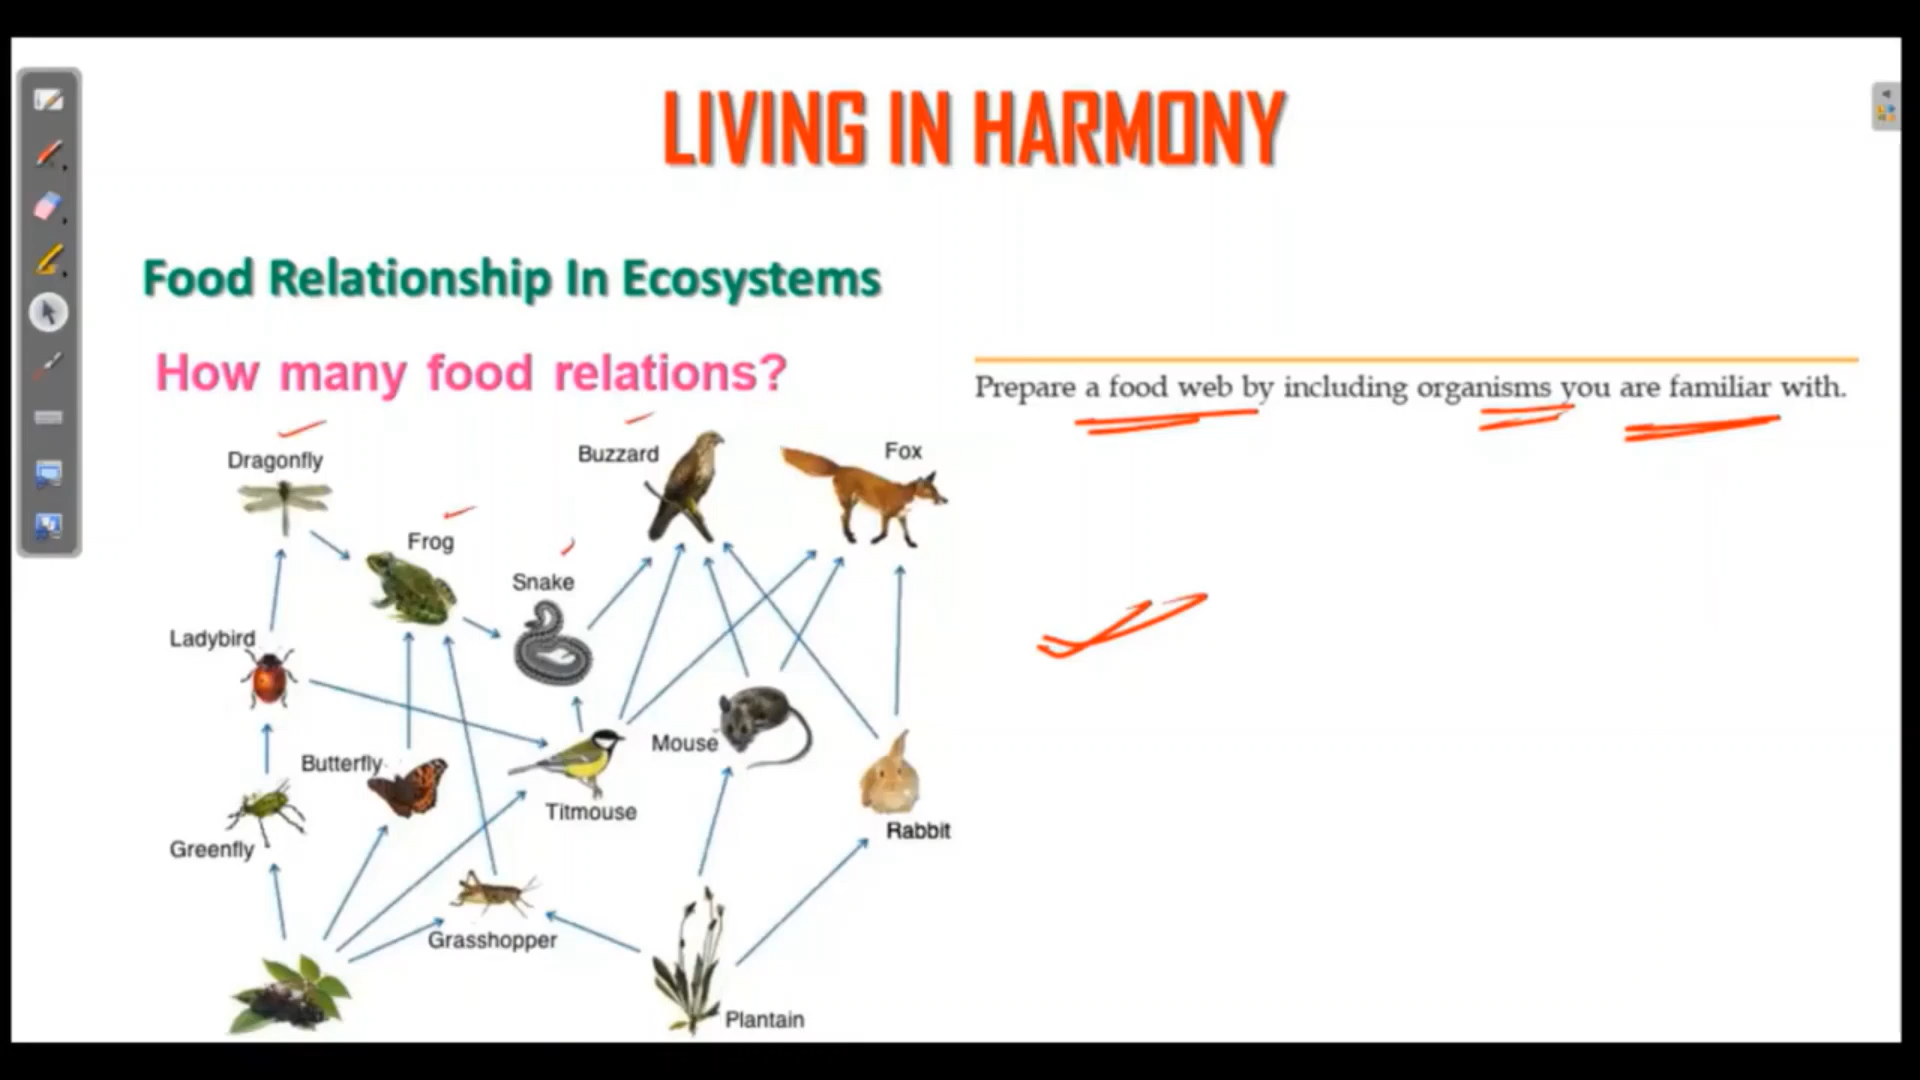 LIVING IN HARMONY
Food Relationship In Ecosystems
How many food relations?
Prepare a food web by including organisms you are familiar with.
Dragonfly
Buzzard
Fox
Frog
Snake
Ladybird
Butterfly
Mouse
Titmouse
Rabbit
Greenfly
Grasshopper
Plantain